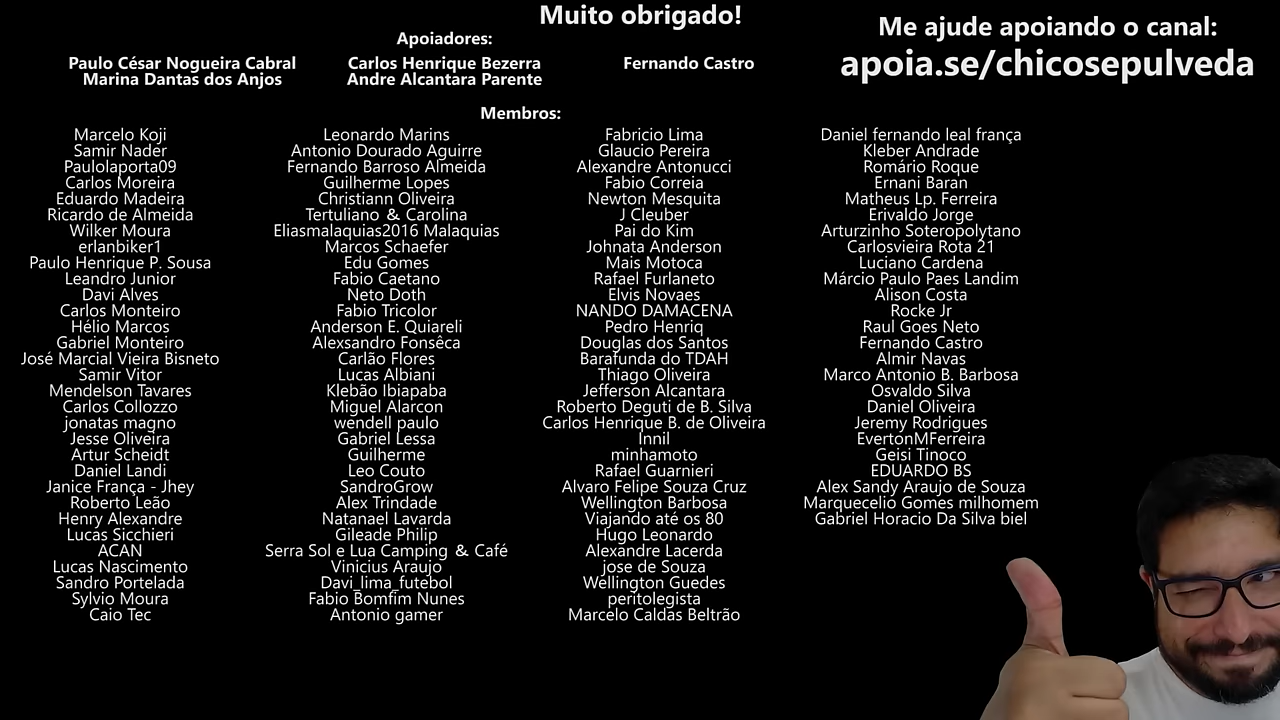 Muito obrigado!
Me ajude apoiando o canal:
apoia.se/chicosepulveda
Apoiadores:
Paulo César Nogueira Cabral
Marina Dantas dos Anjos
Carlos Henrique Bezerra
Andre Alcantara Parente
Fernando Castro
Membros:
Marcelo Koji
Samir Nader
Paulolaporta09
Carlos Moreira
Eduardo Madeira
Ricardo de Almeida
Wilker Moura
erlanbiker1
Paulo Henrique P. Sousa
Leandro Junior
Davi Alves
Carlos Monteiro
Hélio Marcos
Gabriel Monteiro
José Marcial Vieira Bisneto
Samir Vitor
Mendelson Tavares
Carlos Collozzo
jonatas magno
Jesse Oliveira
Artur Scheidt
Daniel Landi
Janice França - Jhey
Roberto Leão
Henry Alexandre
Lucas Sicchieri
ACAN
Lucas Nascimento
Sandro Portelada
Sylvio Moura
Caio Tec
Leonardo Marins
Antonio Dourado Aguirre
Fernando Barroso Almeida
Guilherme Lopes
Christiann Oliveira
Tertuliano & Carolina
Eliasmalaquias2016 Malaquias
Marcos Schaefer
Edu Gomes
Fabio Caetano
Neto Doth
Fabio Tricolor
Anderson E. Quiareli
Alexsandro Fonsêca
Carlão Flores
Lucas Albiani
Klebão Ibiapaba
Miguel Alarcon
wendell paulo
Gabriel Lessa
Guilherme
Leo Couto
SandroGrow
Alex Trindade
Natanael Lavarda
Gileade Philip
Serra Sol e Lua Camping & Café
Vinicius Araujo
Davi_lima_futebol
Fabio Bomfim Nunes
Antonio gamer
Fabricio Lima
Glaucio Pereira
Alexandre Antonucci
Fabio Correia
Newton Mesquita
J Cleuber
Pai do Kim
Johnata Anderson
Mais Motoca
Rafael Furlaneto
Elvis Novaes
NANDO DAMACENA
Pedro Henriq
Douglas dos Santos
Barafunda do TDAH
Thiago Oliveira
Jefferson Alcantara
Roberto Deguti de B. Silva
Carlos Henrique B. de Oliveira
Innil
minhamoto
Rafael Guarnieri
Alvaro Felipe Souza Cruz
Wellington Barbosa
Viajando até os 80
Hugo Leonardo
Alexandre Lacerda
jose de Souza
Wellington Guedes
peritolegista
Marcelo Caldas Beltrão
Daniel fernando leal frança
Kleber Andrade
Romário Roque
Ernani Baran
Matheus Lp. Ferreira
Erivaldo Jorge
Arturzinho Soteropolytano
Carlosvieira Rota 21
Luciano Cardena
Márcio Paulo Paes Landim
Alison Costa
Rocke Jr
Raul Goes Neto
Fernando Castro
Almir Navas
Marco Antonio B. Barbosa
Osvaldo Silva
Daniel Oliveira
Jeremy Rodrigues
EvertonMFerreira
Geisi Tinoco
EDUARDO BS
Alex Sandy Araujo de Souza
Marquecelio Gomes milhomem
Gabriel Horacio Da Silva biel